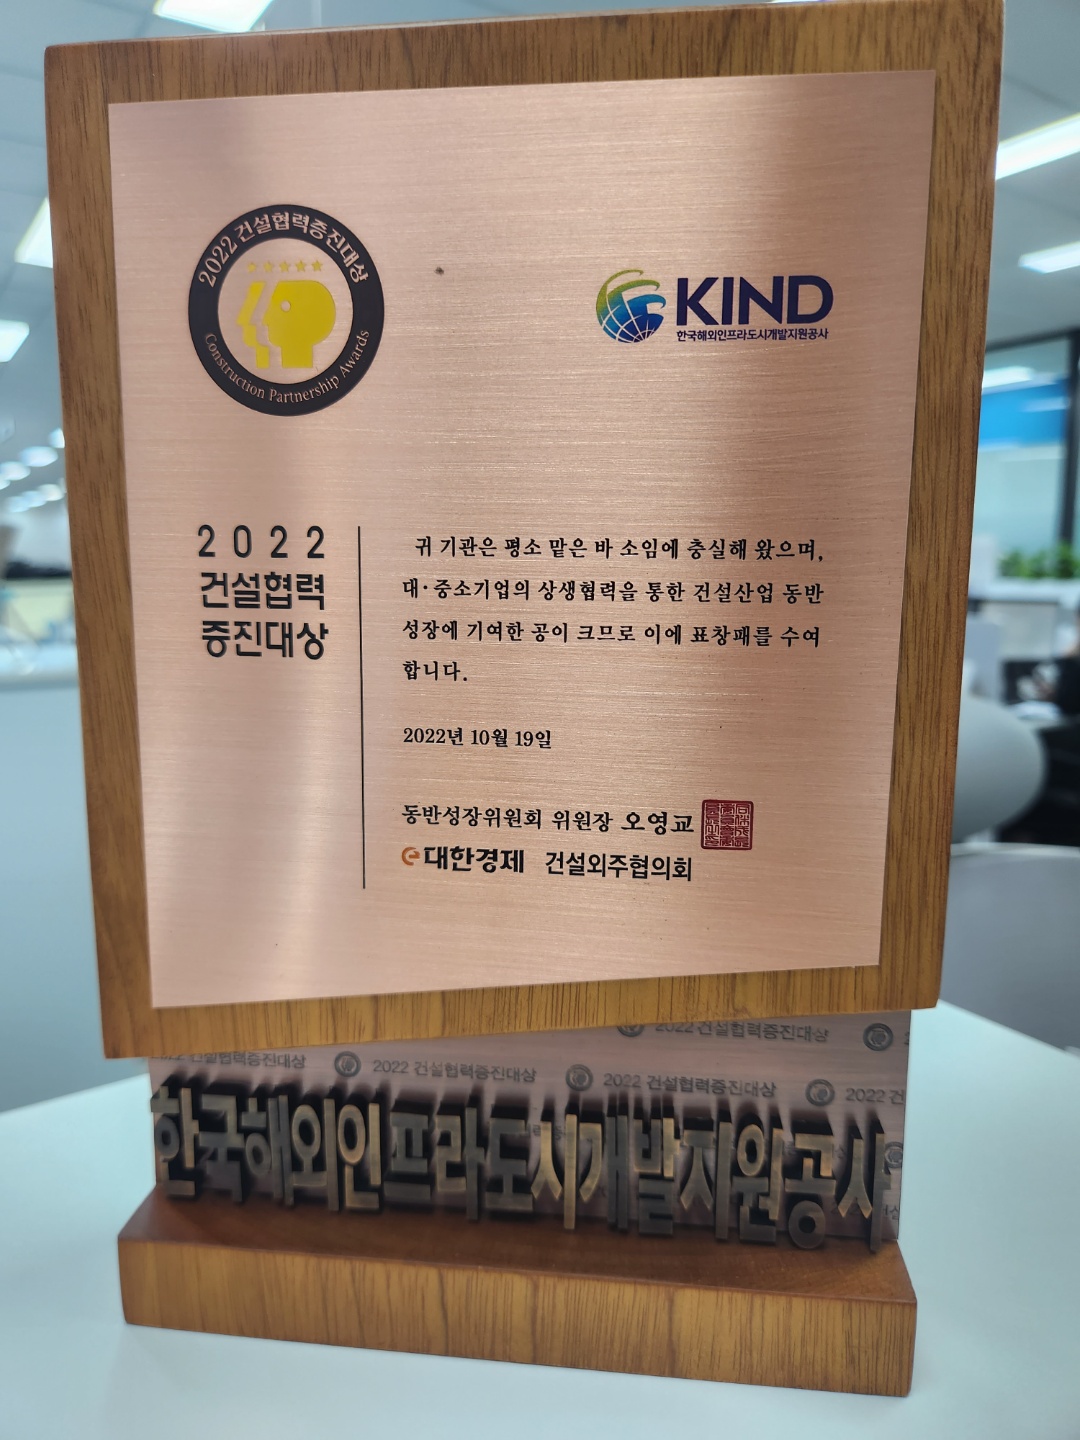 2022 건설협력증진대상
Construction Partnership Awards
KIND
한국해외인프라도시개발지원공사
2022
건설협력
증진대상
귀 기관은 평소 맡은 바 소임에 충실해 왔으며,
대·중소기업의 상생협력을 통한 건설산업 동반
성장에 기여한 공이 크므로 이에 표창패를 수여
합니다.
2022년 10월 19일
동반성장위원회 위원장 오영교
대한경제 건설외주협의회
2022 건설협력증진대상
2022 건설협력증진대상 2022 건설협력증진대상 2022 건설협력증진대상 2022 건
한국해외인프라도시개발지원공사